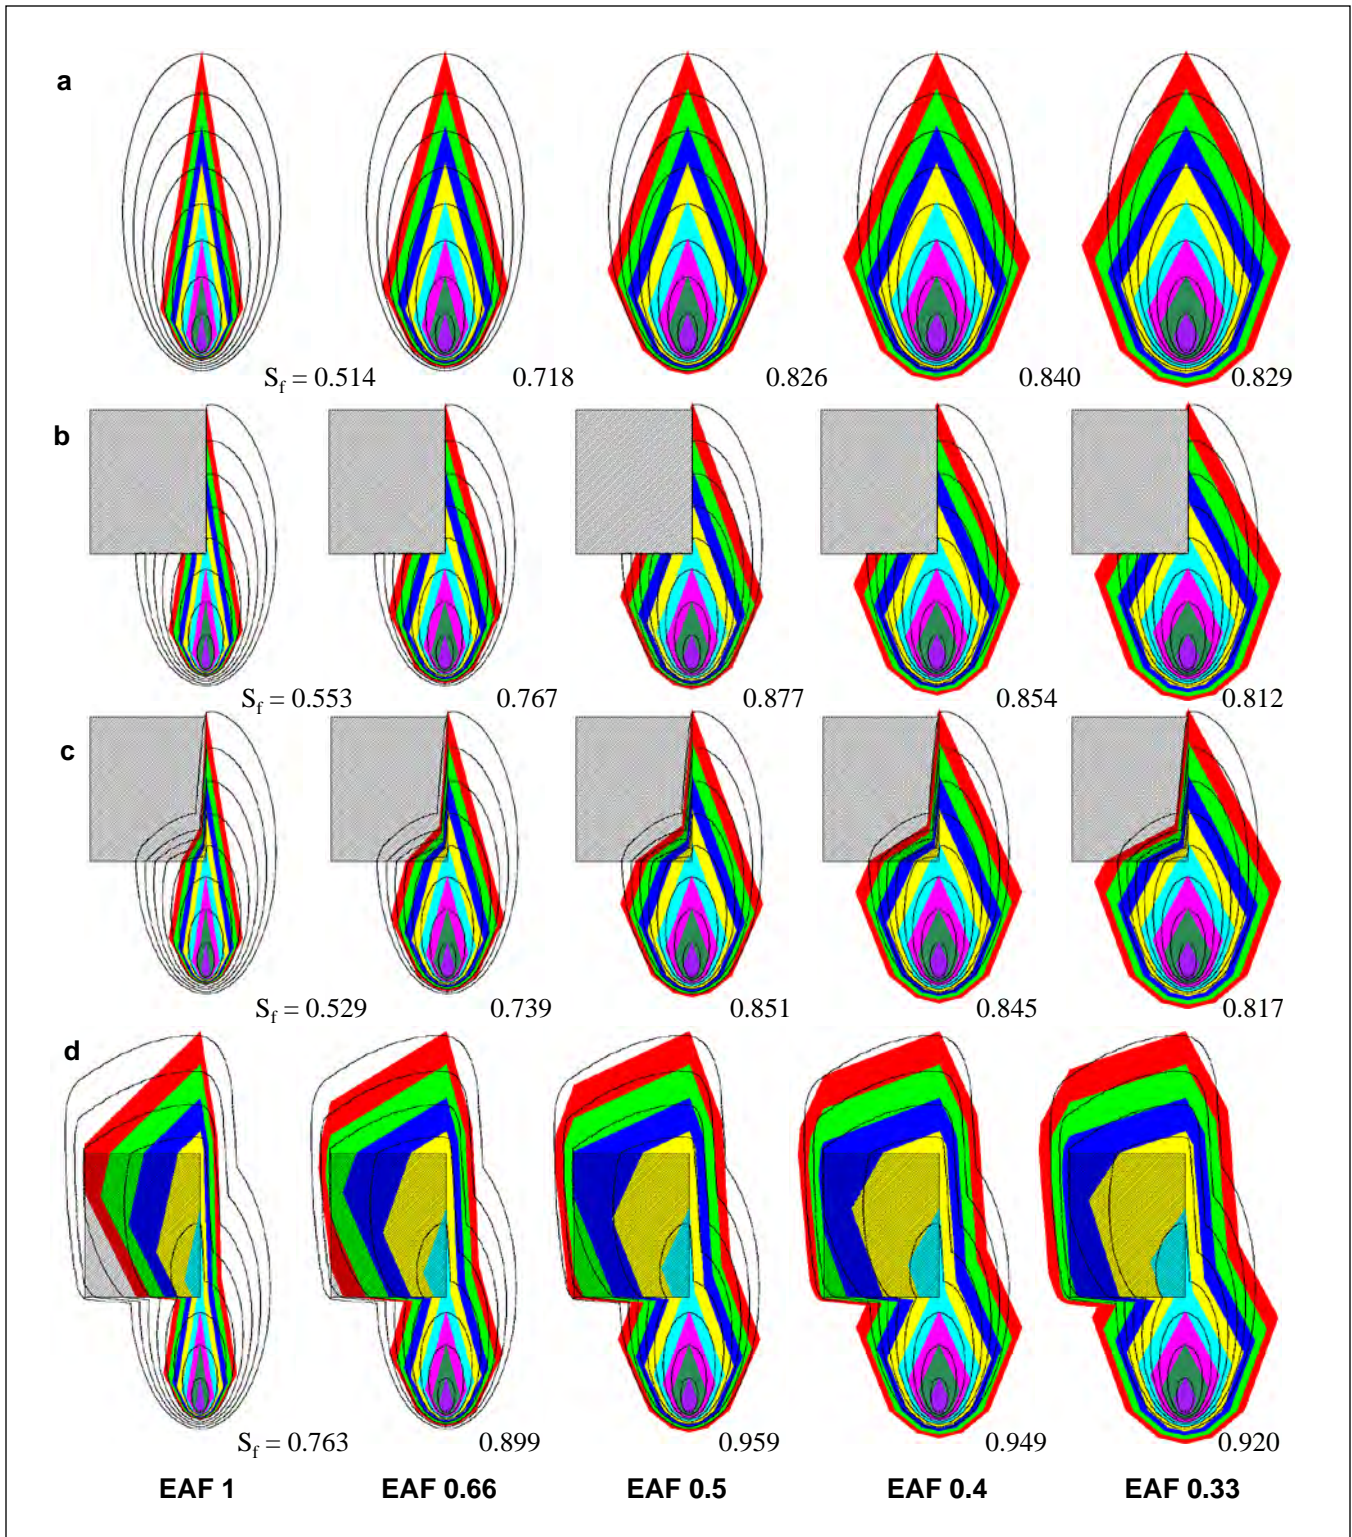 a
S_f = 0.514 0.718 0.826 0.840 0.829
b
S_f = 0.553 0.767 0.877 0.854 0.812
c
S_f = 0.529 0.739 0.851 0.845 0.817
d
S_f = 0.763 0.899 0.959 0.949 0.920
EAF 1 EAF 0.66 EAF 0.5 EAF 0.4 EAF 0.33